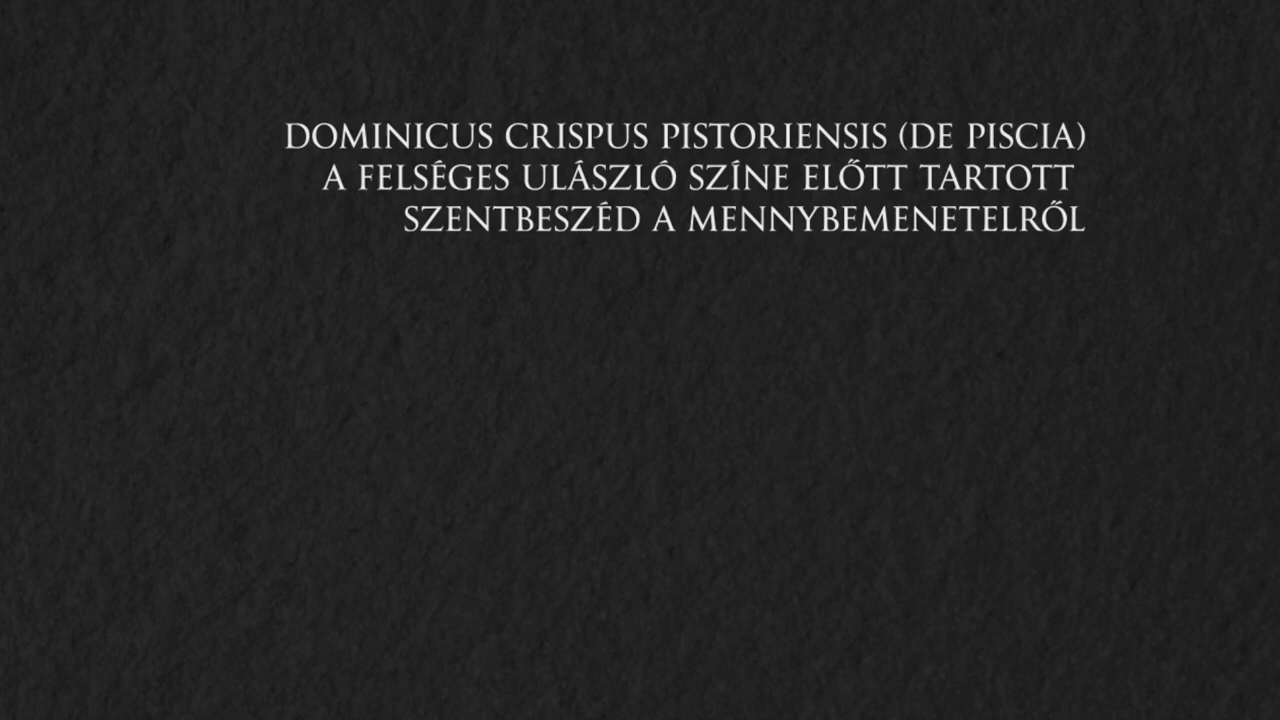 DOMINICUS CRISPUS PISTORIENSIS (DE PISCIA)
A FELSÉGES ULÁSZLÓ SZÍNE ELŐTT TARTOTT
SZENTBESZÉD A MENNYBEMENETELRŐL